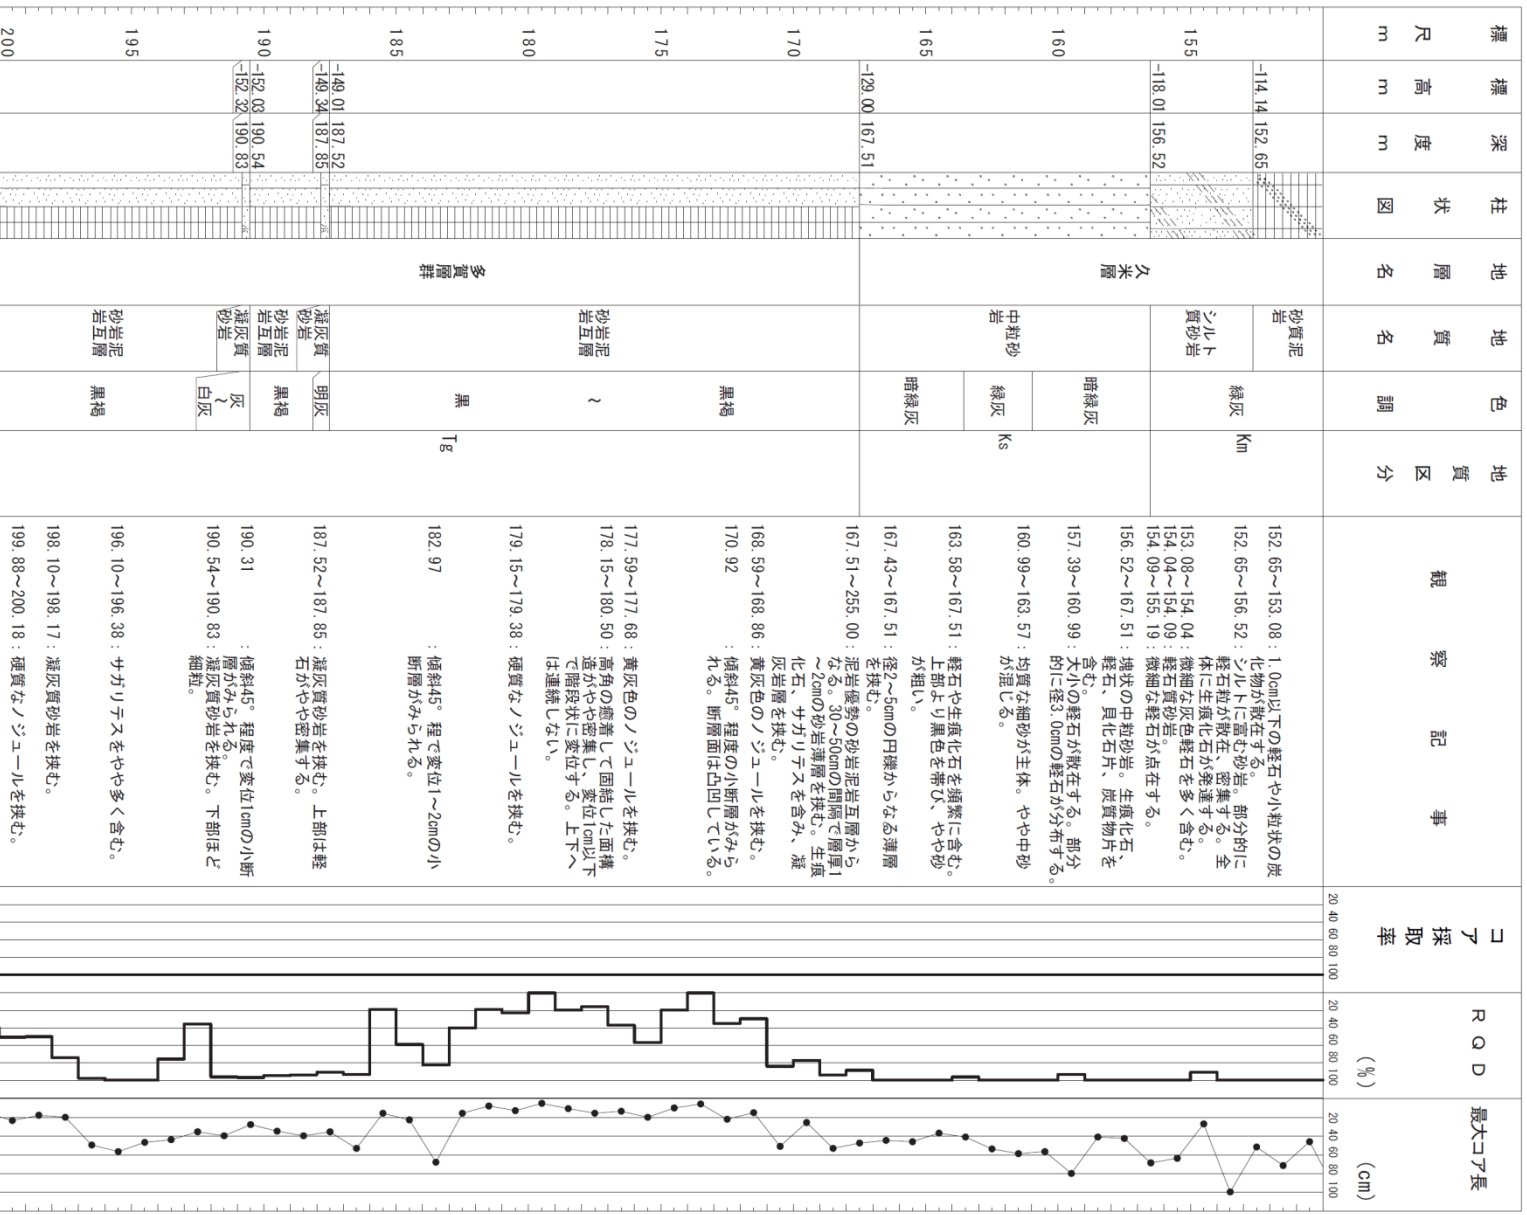 標尺 m
155
160
165
170
175
180
185
190
195
200
標高 m
-114.14
-118.01
-129.00
-149.01
-149.34
-152.03
-152.32
深度 m
152.65
156.52
167.51
187.52
187.85
190.54
190.83
柱状図
地層名
久米層
多賀層群
地質名
砂質泥
岩
シルト
質砂岩
中粒砂
岩
砂岩泥
岩互層
凝灰質
砂岩
砂岩泥
岩互層
凝灰質
砂岩
砂岩泥
岩互層
色調
緑灰
暗緑灰
緑灰
暗緑灰
黒褐
~
黒
明灰
黒褐
灰
~
白灰
黒褐
地質区分
Km
Ks
Tg
観察記事
152.65~153.08:1.0cm以下の軽石や小粒状の炭
化物が散在する。
152.65~156.52:シルトに富む砂岩。部分的に
軽石粒が散在、密集する。全
体に生痕化石が発達する。
153.08~154.04:微細な灰色軽石を多く含む。
154.04~154.09:軽石質砂岩。
154.09~155.19:微細な軽石が点在する。
156.52~167.51:塊状の中粒砂岩。生痕化石、
軽石、貝化石片、炭質物片を
含む。
157.39~160.99:大小の軽石が散在する。部分
的に径3.0cmの軽石が分布する。
160.99~163.57:均質な細砂が主体。やや中砂
が混じる。
163.58~167.51:軽石や生痕化石を頻繁に含む。
上部より黒色を帯び、やや砂
が粗い。
167.43~167.51:径2~5cmの円礫からなる薄層
を挟む。
167.51~255.00:泥岩優勢の砂岩泥岩互層から
なる。30~50cmの間隔で層厚1
~2cmの砂岩薄層を挟む。生痕
化石、サガリテスを含み、凝
灰岩層を挟む。
168.59~168.86:黄灰色のノジュールを挟む。
170.92 :傾斜45°程度の小断層がみら
れる。断層面は凸凹している。
177.59~177.68:黄灰色のノジュールを挟む。
178.15~180.50:高角の癒着して固結した面構
造がやや密集し、変位1cm以下
で階段状に変位する。上下へ
は連続しない。
179.15~179.38:硬質なノジュールを挟む。
182.97 :傾斜45°程で変位1~2cmの小
断層がみられる。
187.52~187.85:凝灰質砂岩を挟む。上部は軽
石がやや密集する。
190.31 :傾斜45°程度で変位1cmの小断
層がみられる。
190.54~190.83:凝灰質砂岩を挟む。下部ほど
細粒。
196.10~196.38:サガリテスをやや多く含む。
198.10~198.17:凝灰質砂岩を挟む。
199.88~200.18:硬質なノジュールを挟む。
コア採取率
20 40 60 80 100
RQD (%)
20 40 60 80 100
最大コア長 (cm)
20 40 60 80 100